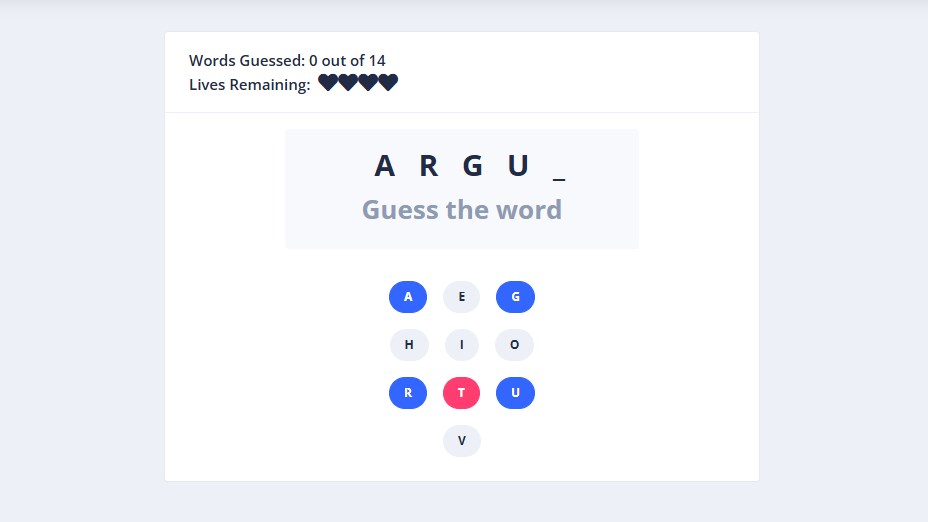 Words Guessed: 0 out of 14
Lives Remaining:
A R G U _
Guess the word
A E G
H I O
R T U
V